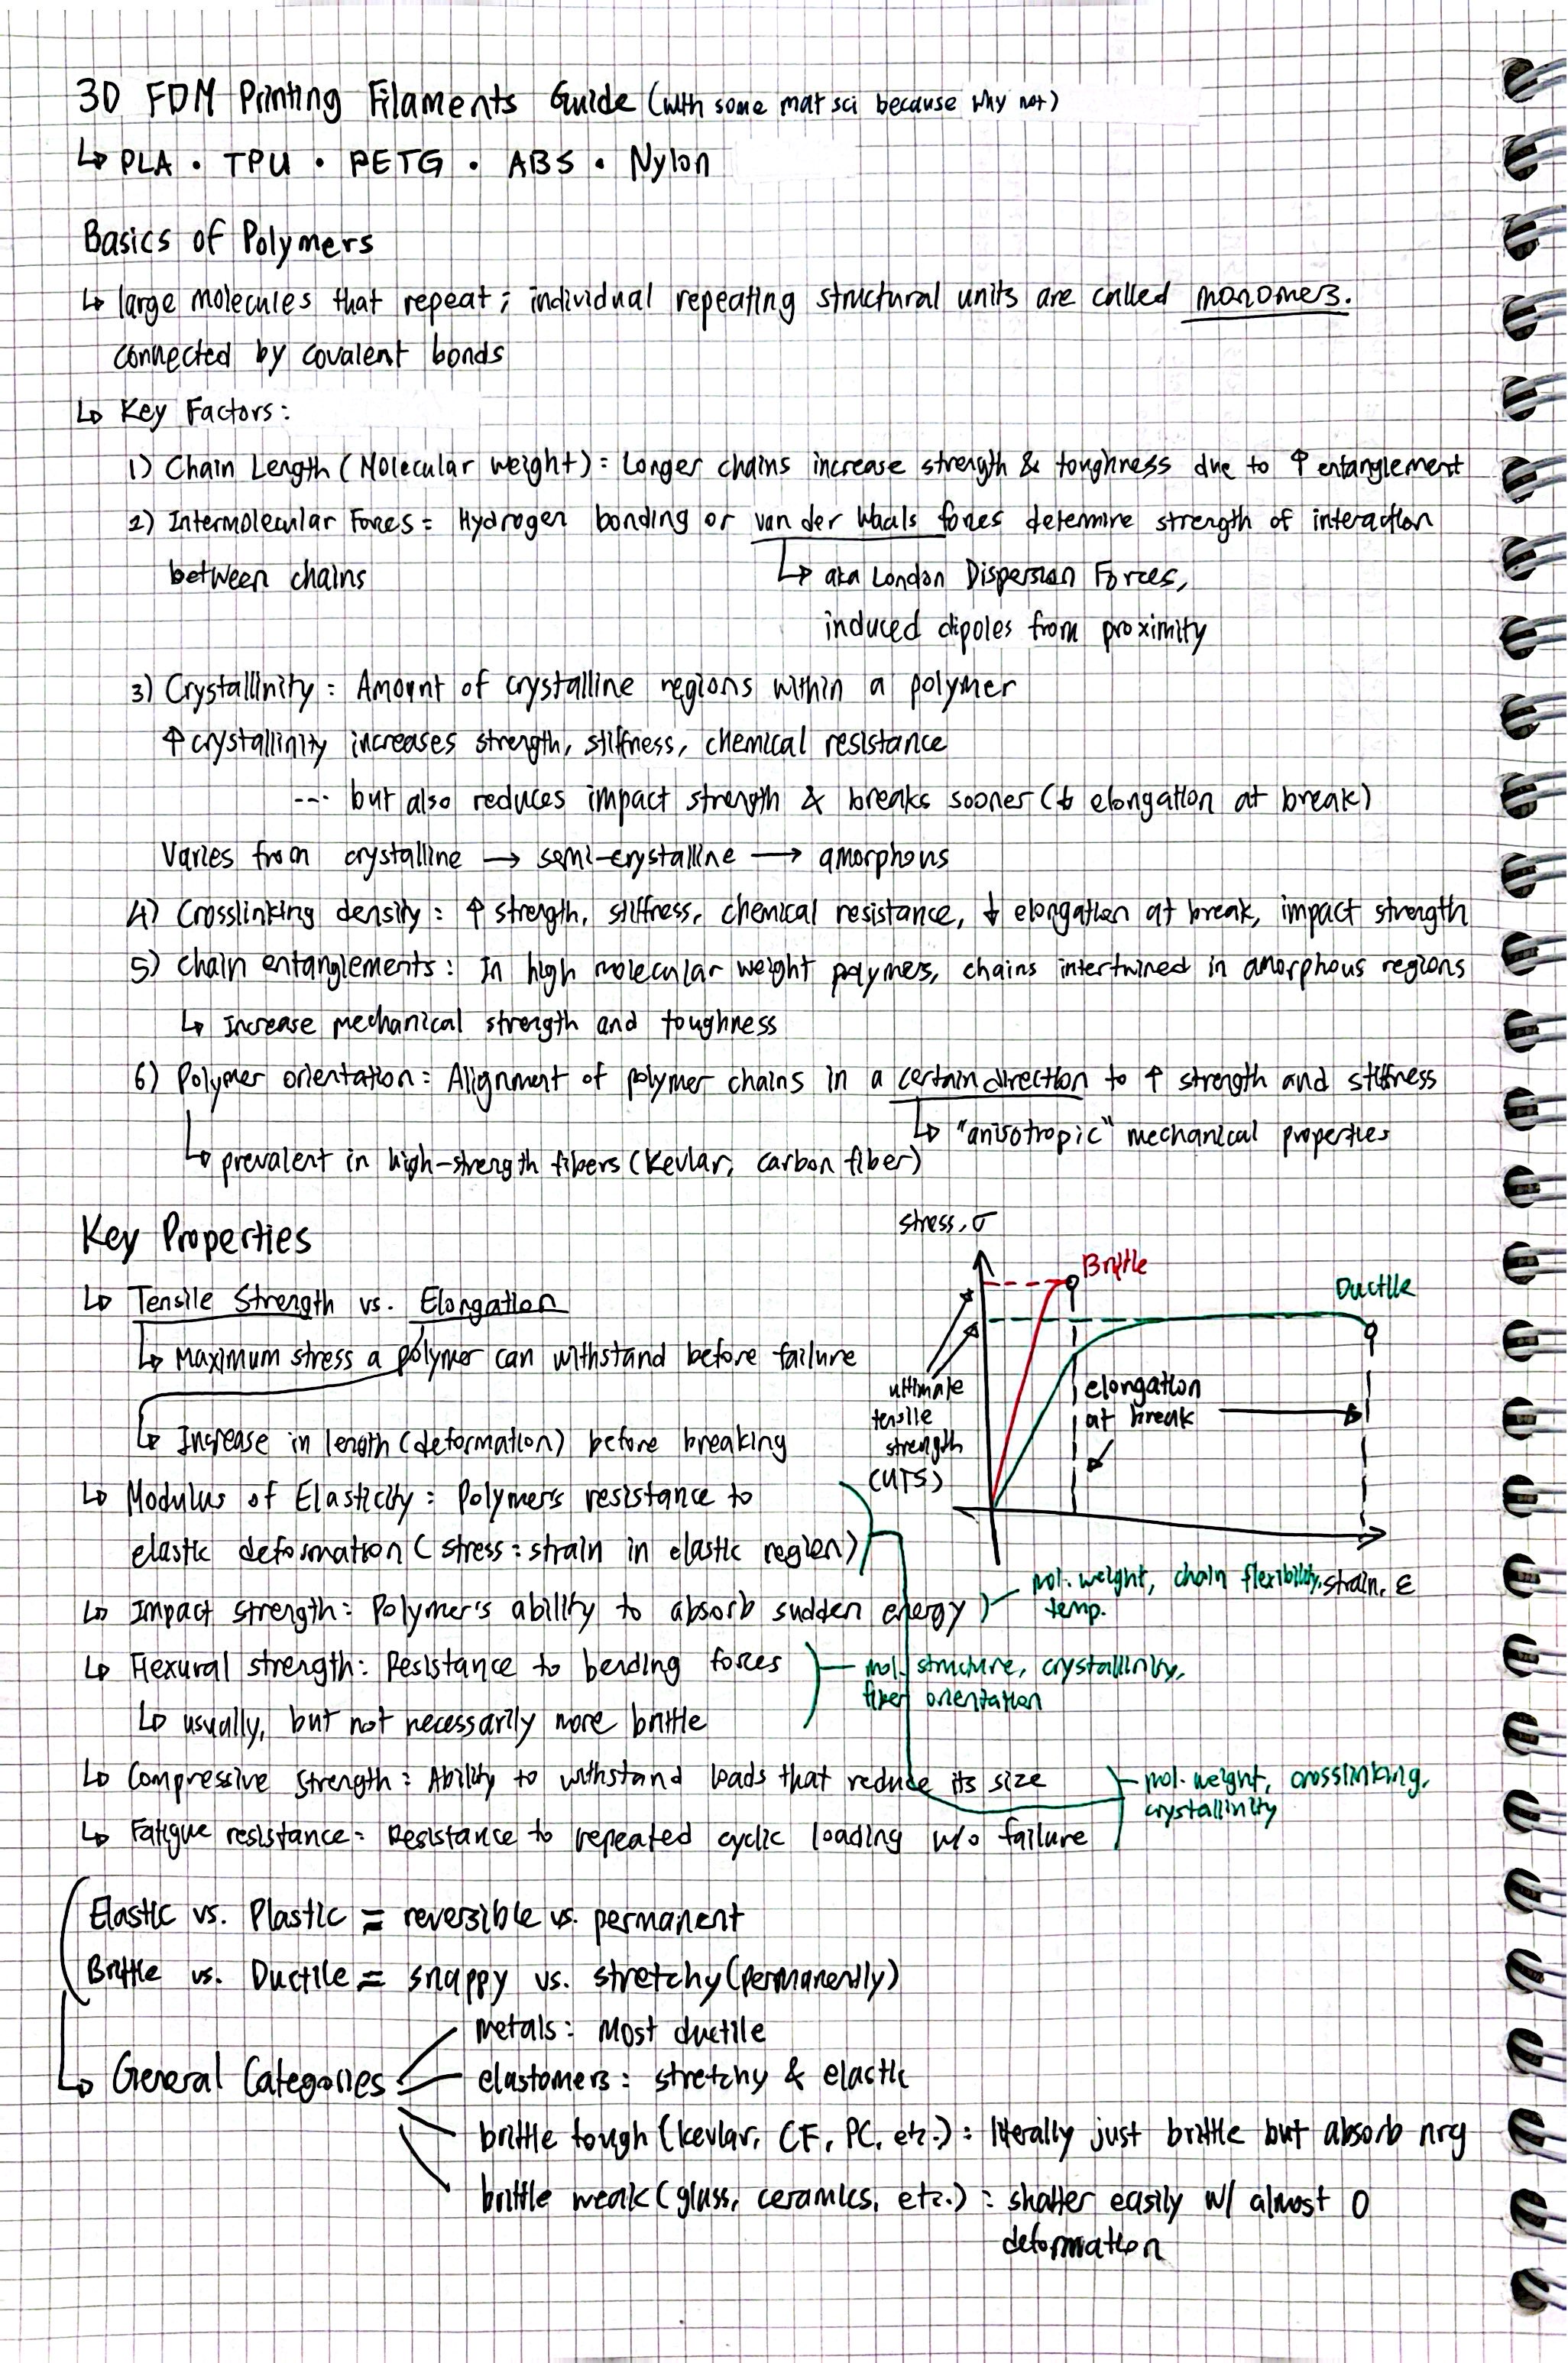 3D FDM Printing Filaments Guide (with some mat sci because why not)
↳ PLA • TPU • PETG • ABS • Nylon
Basics of Polymers
↳ large molecules that repeat; individual repeating structural units are called monomers.
connected by covalent bonds
↳ Key Factors:
1) Chain Length (Molecular weight): Longer chains increase strength & toughness due to ↑ entanglement
2) Intermolecular Forces: Hydrogen bonding or van der Waals forces determine strength of interaction
between chains
↳ aka London Dispersion Forces,
induced dipoles from proximity
3) Crystallinity: Amount of crystalline regions within a polymer
↑ crystallinity increases strength, stiffness, chemical resistance
--- but also reduces impact strength & breaks sooner (↓ elongation at break)
Varies from crystalline → semi-crystalline → amorphous
4) Crosslinking density: ↑ strength, stiffness, chemical resistance, ↓ elongation at break, impact strength
5) Chain entanglements: In high molecular weight polymers, chains intertwined in amorphous regions
↳ Increase mechanical strength and toughness
6) Polymer orientation: Alignment of polymer chains in a certain direction to ↑ strength and stiffness
↳ "anisotropic" mechanical properties
↳ prevalent in high-strength fibers (Kevlar, carbon fiber)
Key Properties
↳ Tensile Strength vs. Elongation
↳ Maximum stress a polymer can withstand before failure
↳ Increase in length (deformation) before breaking
stress, σ
Brittle
Ductile
ultimate
tensile
strength
(UTS)
elongation
at break
strain, ε
↳ Modulus of Elasticity: Polymer's resistance to
elastic deformation (stress:strain in elastic region)
↳ Impact strength: Polymer's ability to absorb sudden energy
mol. weight, chain flexibility,
temp.
↳ Flexural strength: Resistance to bending forces
↳ usually, but not necessarily more brittle
mol. structure, crystallinity,
fiber orientation
↳ Compressive Strength: Ability to withstand loads that reduce its size
↳ Fatigue resistance: Resistance to repeated cyclic loading w/o failure
mol. weight, crosslinking,
crystallinity
Elastic vs. Plastic = reversible vs. permanent
Brittle vs. Ductile = snappy vs. stretchy (permanently)
↳ General Categories
metals: Most ductile
elastomers: stretchy & elastic
brittle tough (kevlar, CF, PC, etc.): literally just brittle but absorb nrg
brittle weak (glass, ceramics, etc.): shatter easily w/ almost 0
deformation